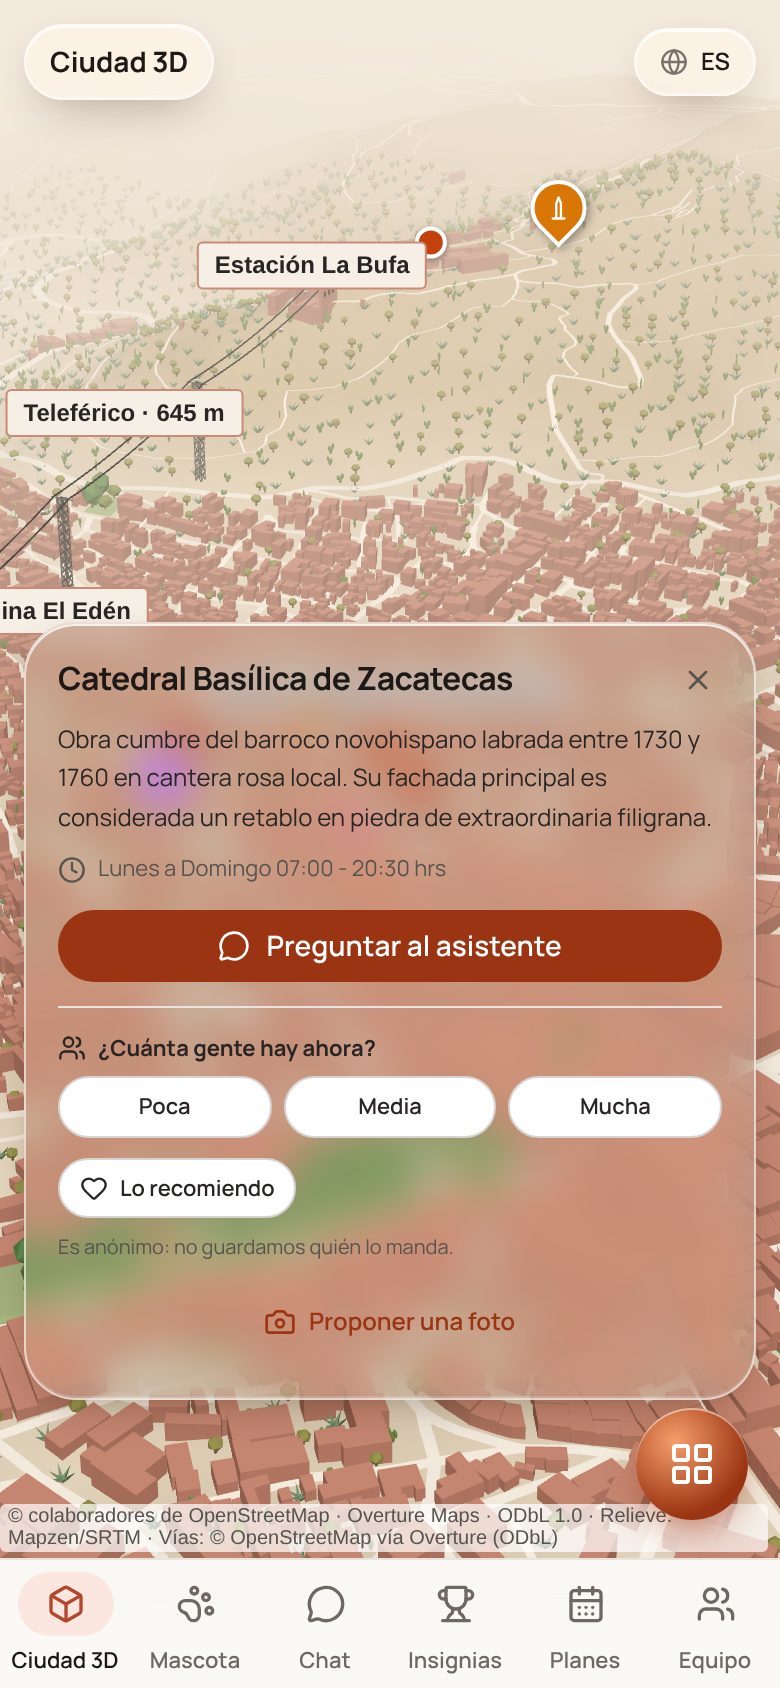 Ciudad 3D
ES
Estación La Bufa
Teleférico · 645 m
ina El Edén
Catedral Basílica de Zacatecas
Obra cumbre del barroco novohispano labrada entre 1730 y
1760 en cantera rosa local. Su fachada principal es
considerada un retablo en piedra de extraordinaria filigrana.
Lunes a Domingo 07:00 - 20:30 hrs
Preguntar al asistente
¿Cuánta gente hay ahora?
Poca
Media
Mucha
Lo recomiendo
Es anónimo: no guardamos quién lo manda.
Proponer una foto
© colaboradores de OpenStreetMap · Overture Maps · ODbL 1.0 · Relieve:
Mapzen/SRTM · Vías: © OpenStreetMap vía Overture (ODbL)
Ciudad 3D
Mascota
Chat
Insignias
Planes
Equipo